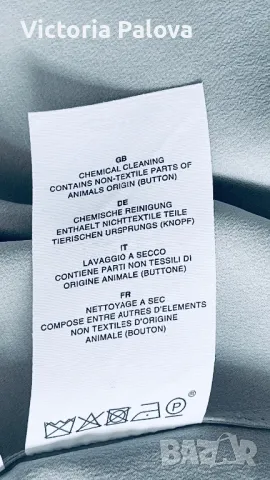 Victoria Palova
GB
CHEMICAL CLEANING
CONTAINS NON-TEXTILE PARTS OF
ANIMALS ORIGIN (BUTTON)
DE
CHEMISCHE REINIGUNG
ENTHAELT NICHTTEXTILE TEILE
TIERISCHEN URSPRUNGS (KNOPF)
IT
LAVAGGIO A SECCO
CONTIENE PARTI NON TESSILI DI
ORIGINE ANIMALE (BUTTONE)
FR
NETTOYAGE A SEC
COMPOSE ENTRE AUTRES D'ELEMENTS
NON TEXTILES D'ORIGINE
ANIMALE (BOUTON)
®
P
BAZAR